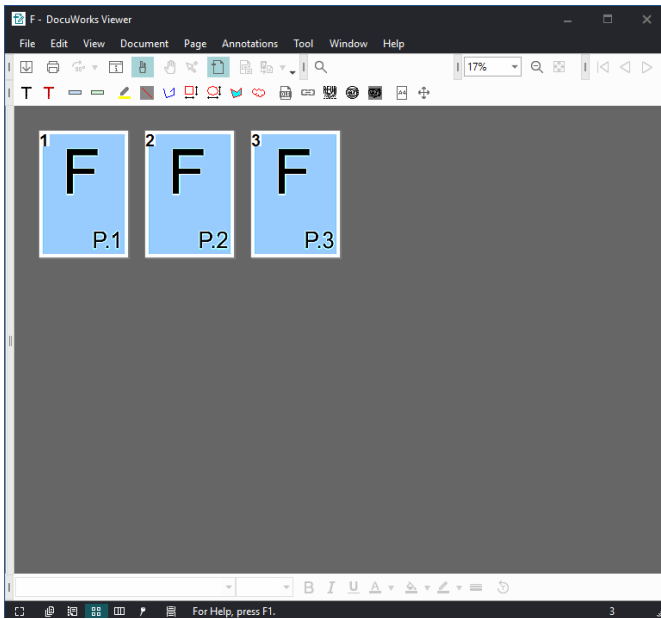 F - DocuWorks Viewer
File Edit View Document Page Annotations Tool Window Help
17%
T T
1 2 3
F F F
P.1 P.2 P.3
B I U A
For Help, press F1. 3